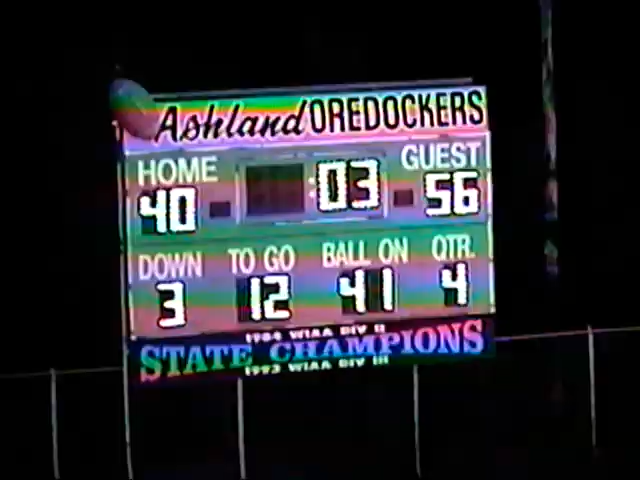 Ashland OREDOCKERS
HOME :03 GUEST
40 56
DOWN TO GO BALL ON QTR.
3 12 41 4
1984 WIAA DIV II
STATE CHAMPIONS
1993 WIAA DIV III